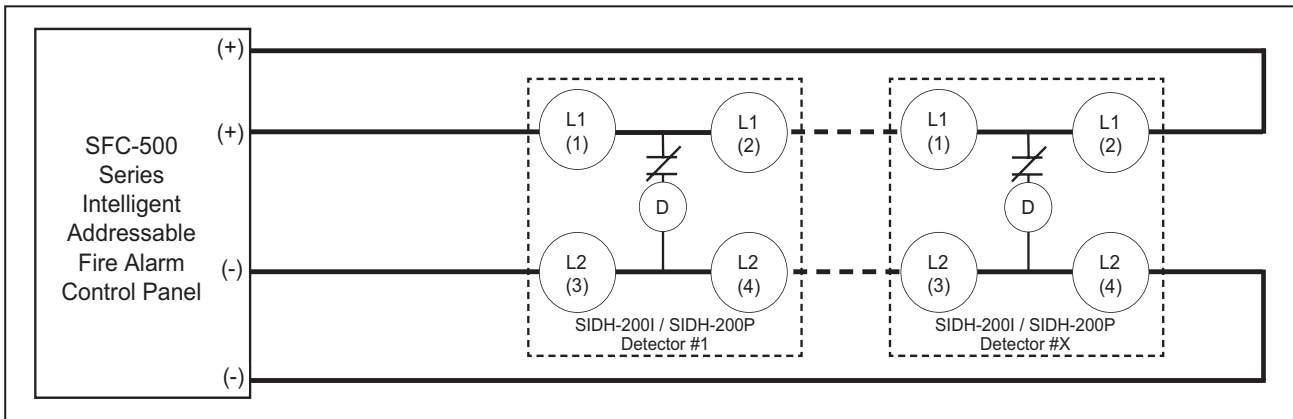 (+)
(+)
(-)
(-)
SFC-500
Series
Intelligent
Addressable
Fire Alarm
Control Panel
L1
(1)
L1
(2)
D
L2
(3)
L2
(4)
SIDH-200I / SIDH-200P
Detector #1
L1
(1)
L1
(2)
D
L2
(3)
L2
(4)
SIDH-200I / SIDH-200P
Detector #X